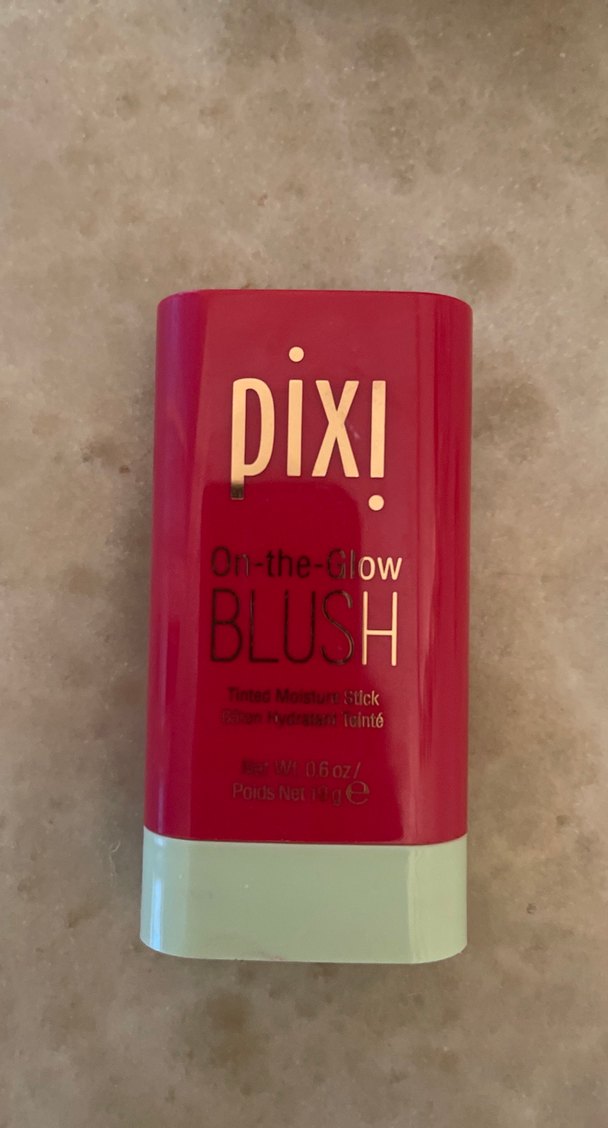 pixi
On-the-Glow
BLUSH
Tinted Moisture Stick
Bâton Hydratant Teinté
Net Wt. 0.6 oz /
Poids Net 19 g ℮